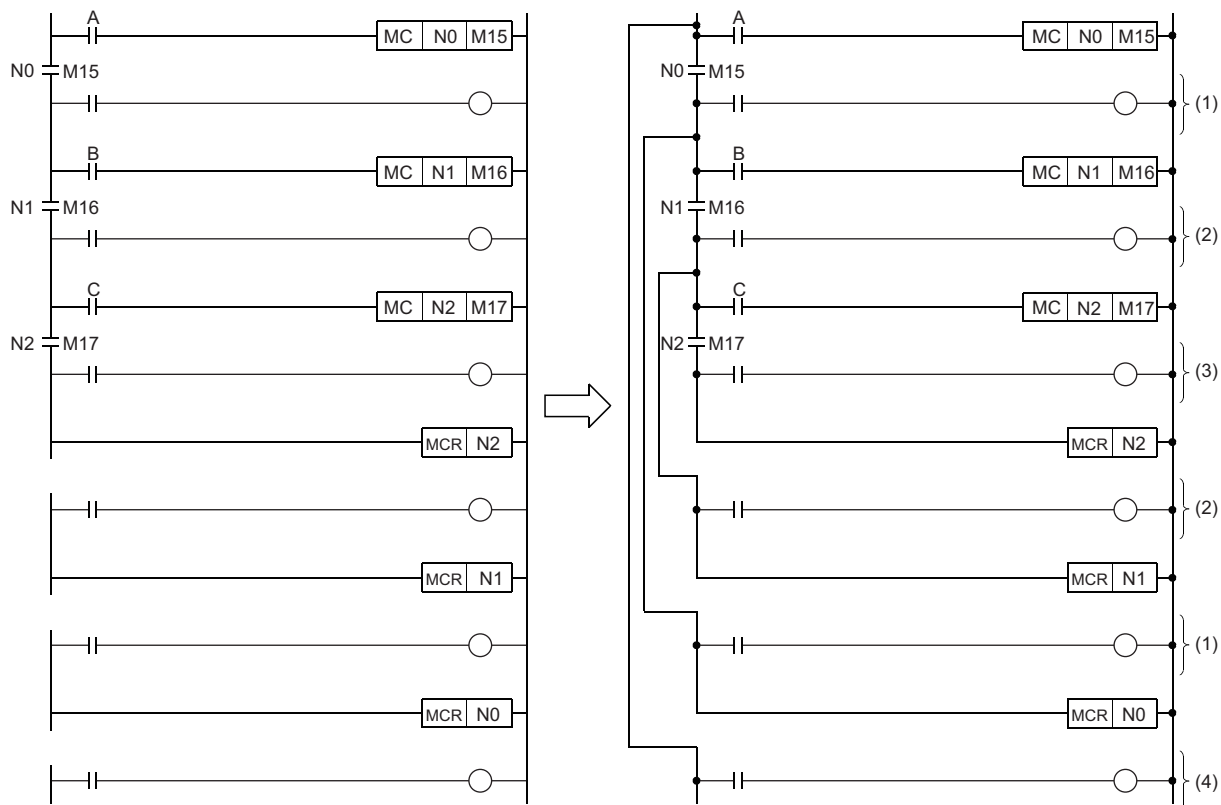 A
MC N0 M15
N0 M15
B
MC N1 M16
N1 M16
C
MC N2 M17
N2 M17
MCR N2
MCR N1
MCR N0
A
MC N0 M15
N0 M15
(1)
B
MC N1 M16
N1 M16
(2)
C
MC N2 M17
N2 M17
(3)
MCR N2
(2)
MCR N1
(1)
MCR N0
(4)